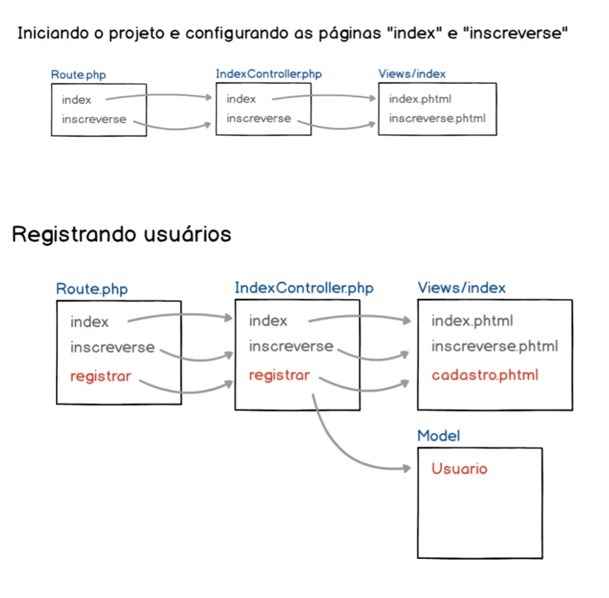 Iniciando o projeto e configurando as páginas "index" e "inscreverse"
Route.php
IndexController.php
Views/index
index
index
index.phtml
inscreverse
inscreverse
inscreverse.phtml
Registrando usuários
Route.php
IndexController.php
Views/index
index
index
index.phtml
inscreverse
inscreverse
inscreverse.phtml
registrar
registrar
cadastro.phtml
Model
Usuario